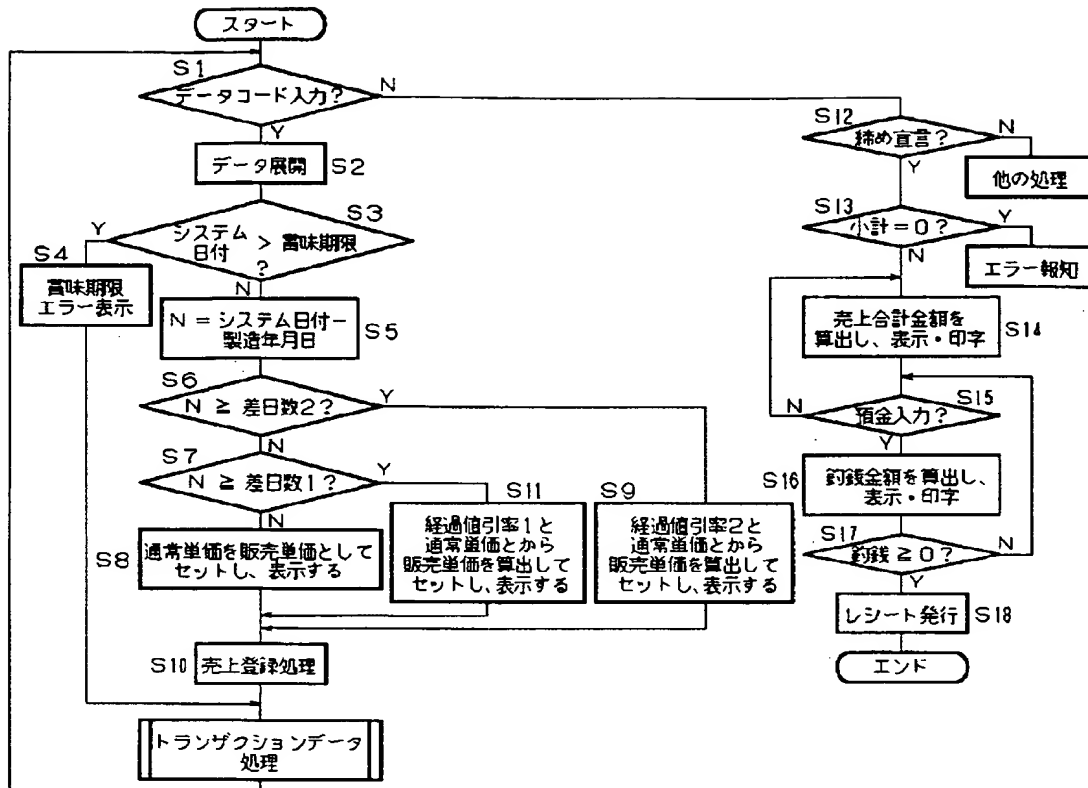 スタート
S1
データコード入力?
N
Y
データ展開
S2
S3
システム
日付
>
賞味期限
?
Y
N
S4
賞味期限
エラー表示
N=システム日付-
製造年月日
S5
S6
N ≧ 差日数2?
Y
N
S7
N ≧ 差日数1?
Y
N
S8
通常単価を販売単価として
セットし、表示する
S11
経過値引率1と
通常単価とから
販売単価を算出して
セットし、表示する
S9
経過値引率2と
通常単価とから
販売単価を算出して
セットし、表示する
S10
売上登録処理
トランザクションデータ
処理
S12
締め宣言?
N
Y
他の処理
S13
小計=0?
Y
N
エラー報知
売上合計金額を
算出し、表示・印字
S14
S15
預金入力?
N
Y
S16
釣銭金額を算出し、
表示・印字
S17
釣銭≧0?
N
Y
レシート発行
S18
エンド